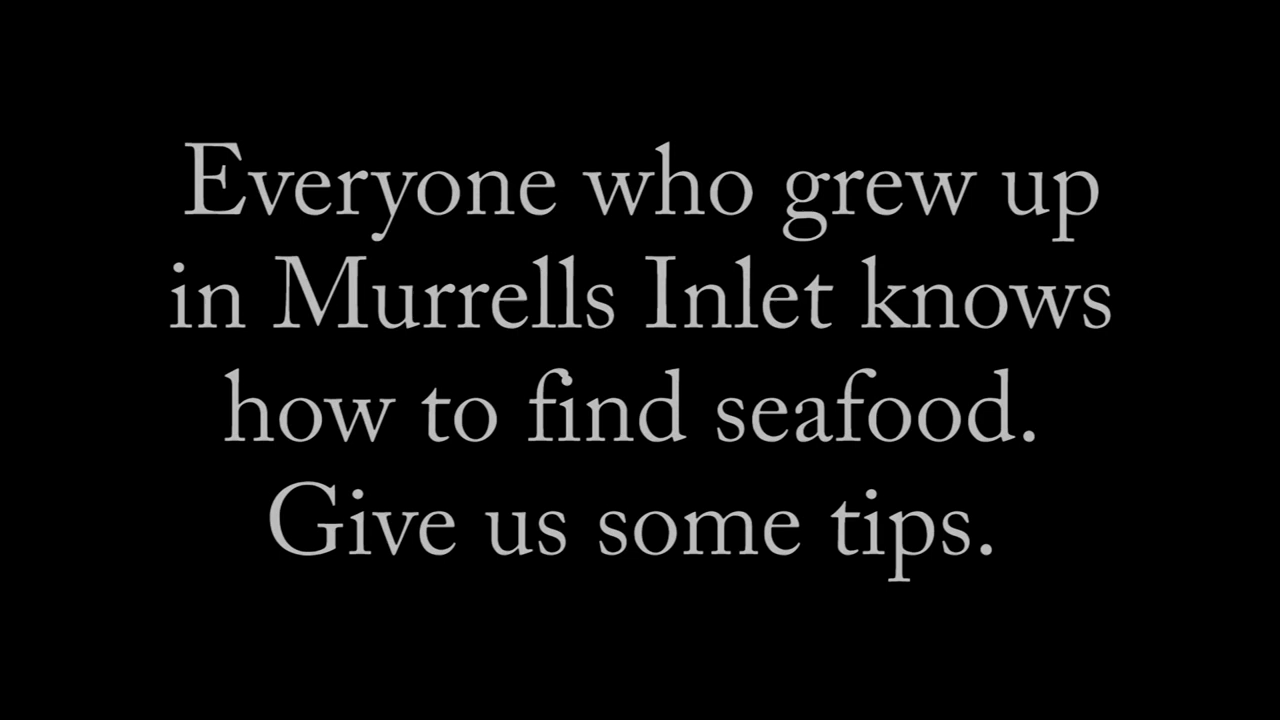 Everyone who grew up
in Murrells Inlet knows
how to find seafood.
Give us some tips.